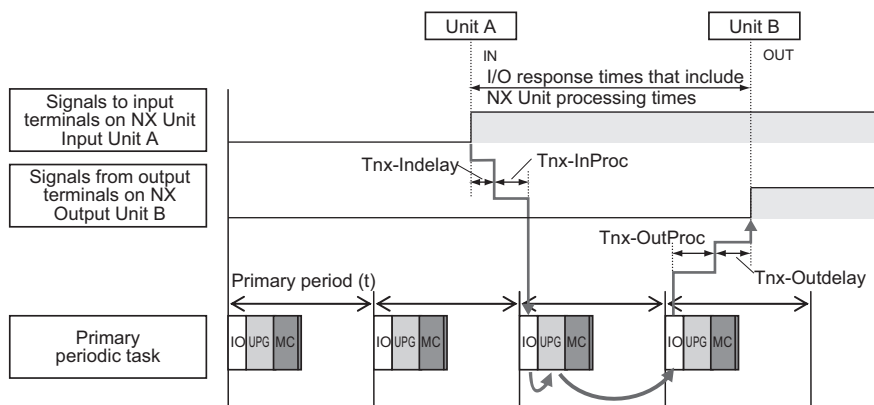 Unit A
Unit B
IN
OUT
I/O response times that include
NX Unit processing times
Signals to input
terminals on NX Unit
Input Unit A
Tnx-Indelay
Tnx-InProc
Signals from output
terminals on NX
Output Unit B
Tnx-OutProc
Tnx-Outdelay
Primary period (t)
Primary
periodic task
IO UPG MC
IO UPG MC
IO UPG MC
IO UPG MC